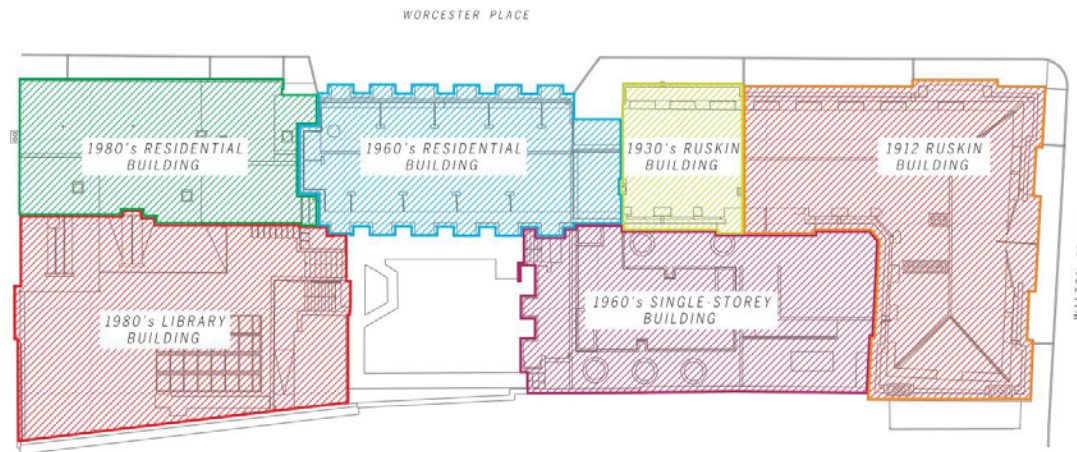 WORCESTER PLACE
1980's RESIDENTIAL
BUILDING
1960's RESIDENTIAL
BUILDING
1930's RUSKIN
BUILDING
1912 RUSKIN
BUILDING
1980's LIBRARY
BUILDING
1960's SINGLE-STOREY
BUILDING